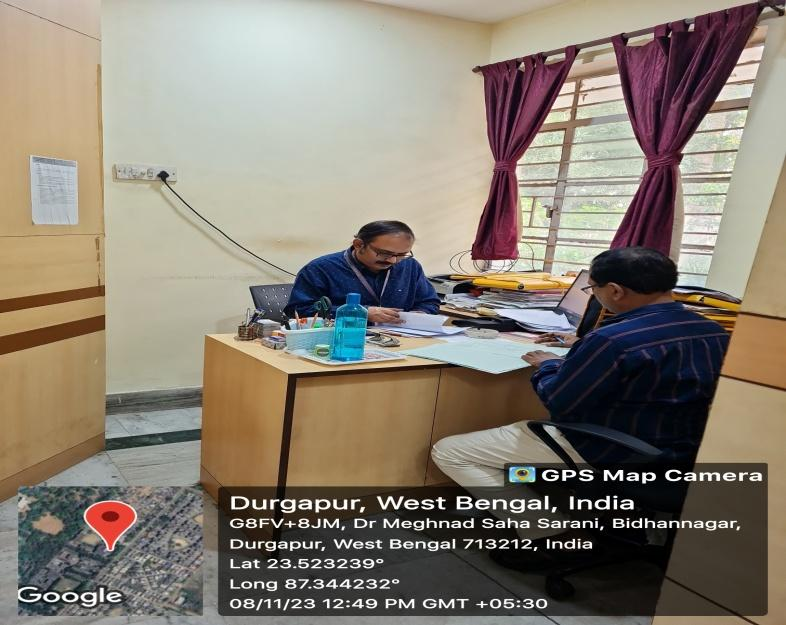 GPS Map Camera
Durgapur, West Bengal, India
G8FV+8JM, Dr Meghnad Saha Sarani, Bidhannagar,
Durgapur, West Bengal 713212, India
Lat 23.523239°
Long 87.344232°
08/11/23 12:49 PM GMT +05:30
Google